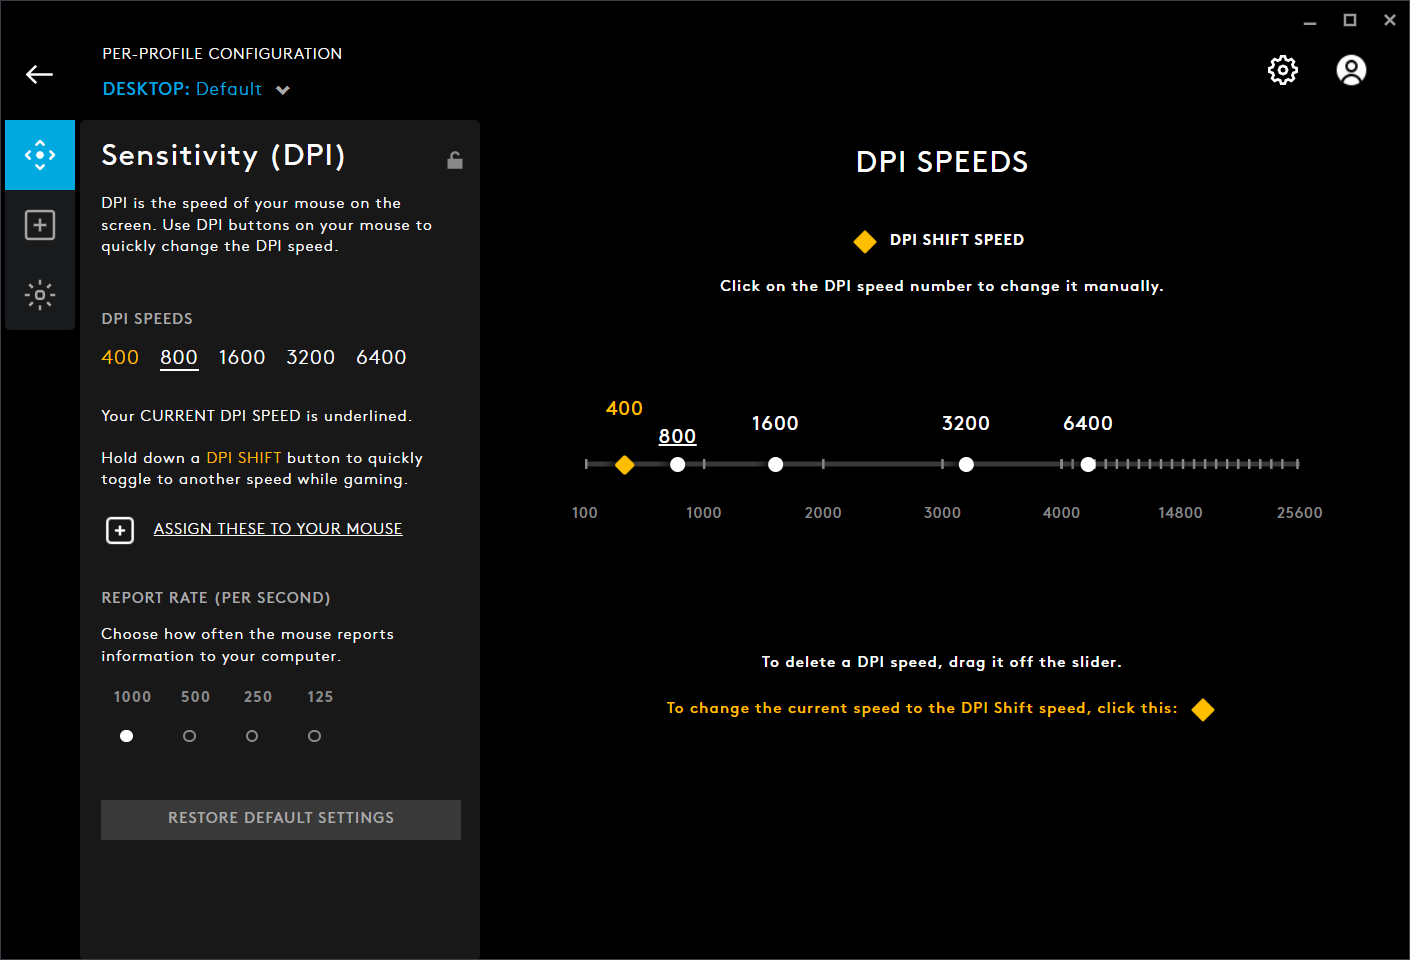 PER-PROFILE CONFIGURATION
DESKTOP: Default
Sensitivity (DPI)
DPI is the speed of your mouse on the
screen. Use DPI buttons on your mouse to
quickly change the DPI speed.
DPI SPEEDS
400 800 1600 3200 6400
Your CURRENT DPI SPEED is underlined.
Hold down a DPI SHIFT button to quickly
toggle to another speed while gaming.
ASSIGN THESE TO YOUR MOUSE
REPORT RATE (PER SECOND)
Choose how often the mouse reports
information to your computer.
1000 500 250 125
RESTORE DEFAULT SETTINGS
DPI SPEEDS
DPI SHIFT SPEED
Click on the DPI speed number to change it manually.
400 800 1600 3200 6400
100 1000 2000 3000 4000 14800 25600
To delete a DPI speed, drag it off the slider.
To change the current speed to the DPI Shift speed, click this: